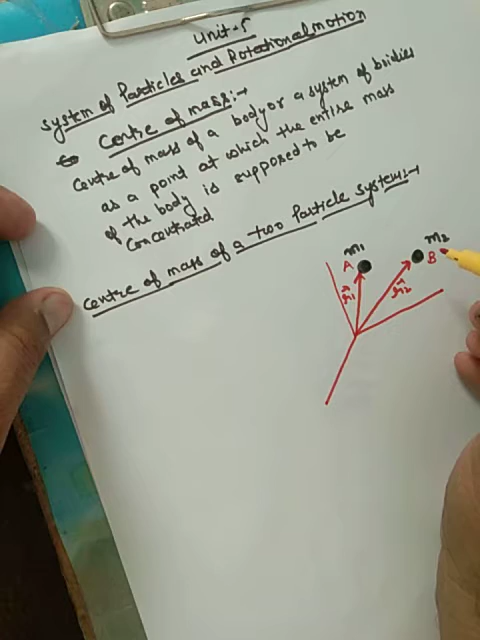 Unit-5
System of Particles and Rotational motion
Centre of mass:→
Centre of mass of a body or a system of bodies
as a point at which the entire mass
of the body is supposed to be
Concentrated
Centre of mass of a two Particle system:→
m1 m2
A B
r1 r2